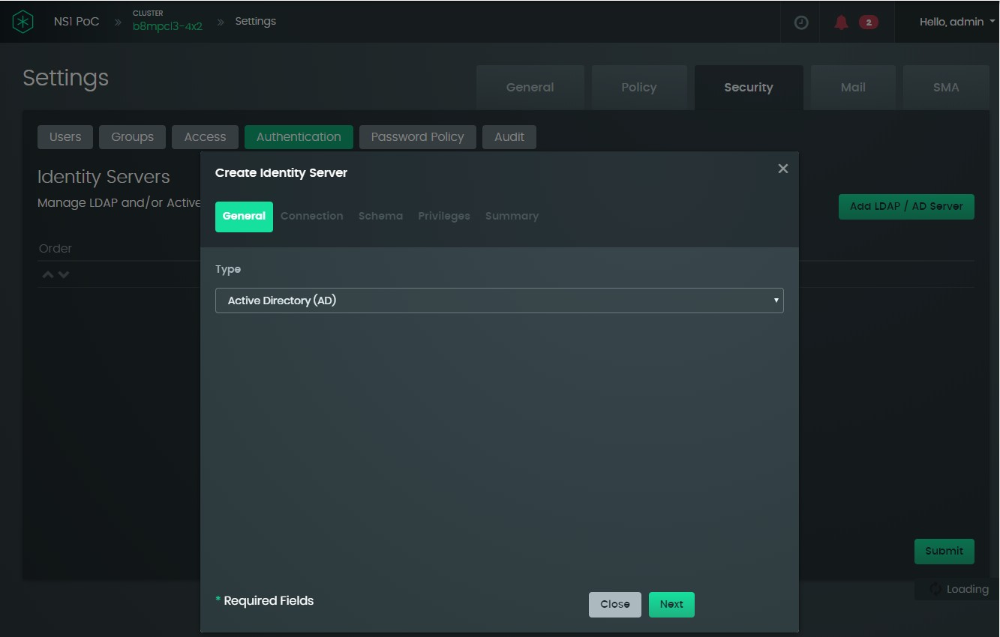 NS1 PoC » CLUSTER b8mpcl3-4x2 » Settings 2 Hello, admin
Settings
General Policy Security Mail SMA
Users Groups Access Authentication Password Policy Audit
Identity Servers
Manage LDAP and/or Active
Add LDAP / AD Server
Order
Create Identity Server
General Connection Schema Privileges Summary
Type
Active Directory (AD)
* Required Fields
Close Next
Submit
Loading